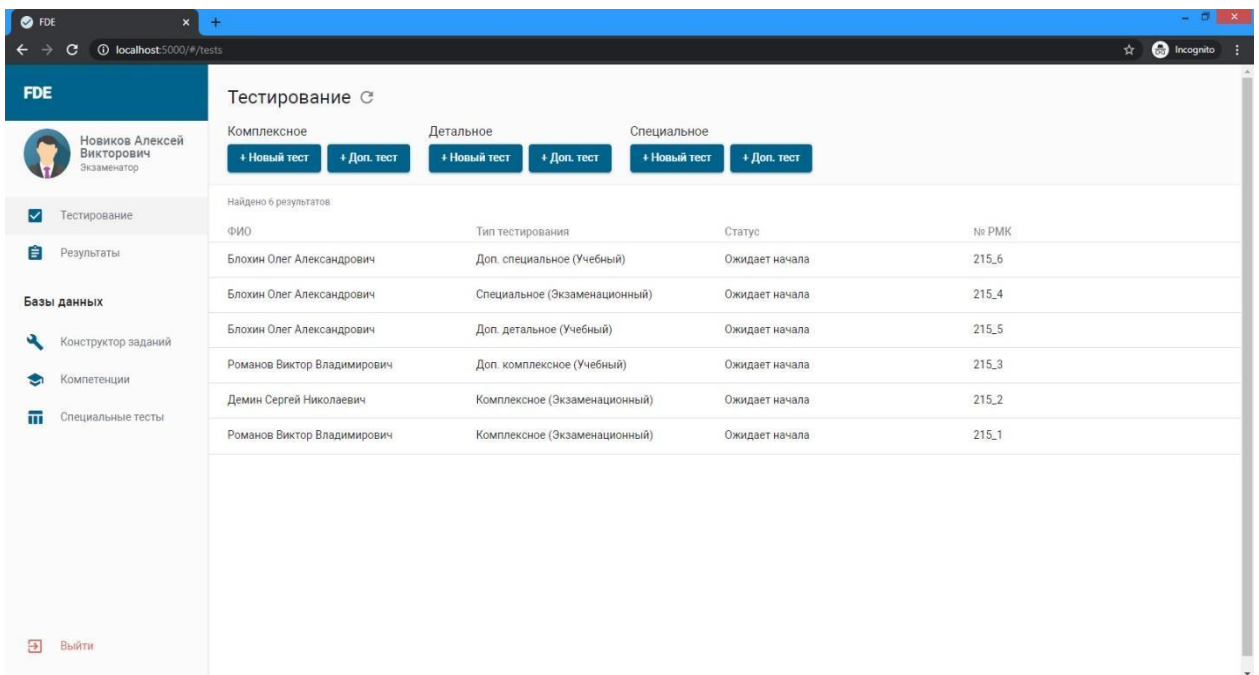 FDE
localhost:5000/#/tests
Incognito
FDE
Новиков Алексей
Викторович
Экзаменатор
Тестирование
Результаты
Базы данных
Конструктор заданий
Компетенции
Специальные тесты
Выйти
Тестирование
Комплексное Детальное Специальное
+ Новый тест + Доп. тест + Новый тест + Доп. тест + Новый тест + Доп. тест
Найдено 6 результатов
ФИО Тип тестирования Статус № РМК
Блохин Олег Александрович Доп. специальное (Учебный) Ожидает начала 215_6
Блохин Олег Александрович Специальное (Экзаменационный) Ожидает начала 215_4
Блохин Олег Александрович Доп. детальное (Учебный) Ожидает начала 215_5
Романов Виктор Владимирович Доп. комплексное (Учебный) Ожидает начала 215_3
Демин Сергей Николаевич Комплексное (Экзаменационный) Ожидает начала 215_2
Романов Виктор Владимирович Комплексное (Экзаменационный) Ожидает начала 215_1